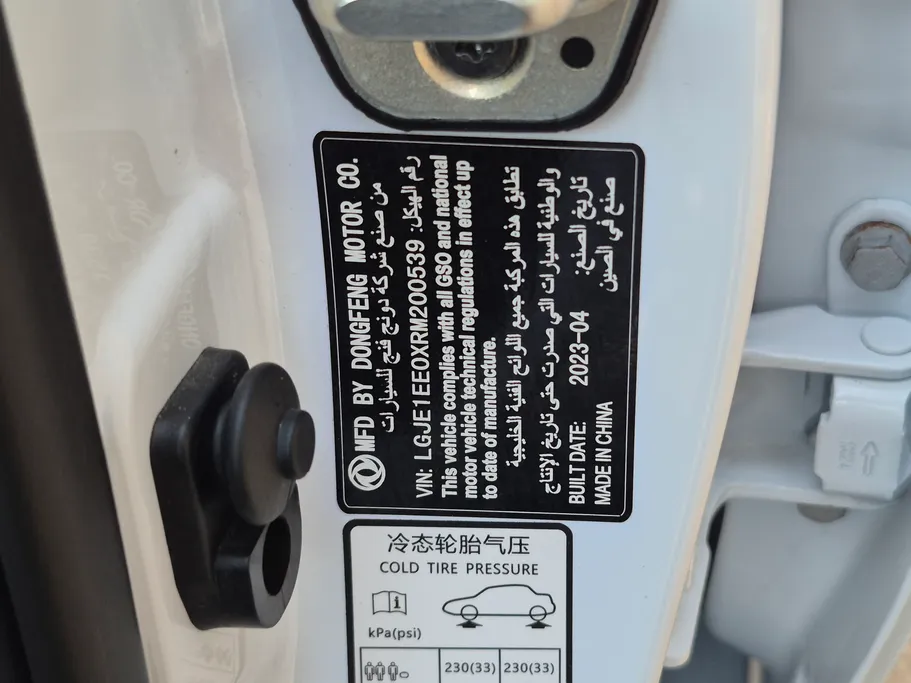 MFD BY DONGFENG MOTOR CO.
من صنع شركة دونج فنج للسيارات
VIN: LGJE1EE0XRM200539 :رقم الهيكل
This vehicle complies with all GSO and national
motor vehicle technical regulations in effect up
to date of manufacture.
تطابق هذه المركبة جميع اللوائح الفنية الخليجية
والوطنية للسيارات التي صدرت حتى تاريخ الإنتاج
BUILT DATE: 2023-04 :تاريخ الصنع
MADE IN CHINA صنع في الصين
冷态轮胎气压
COLD TIRE PRESSURE
kPa(psi)
230(33) 230(33)